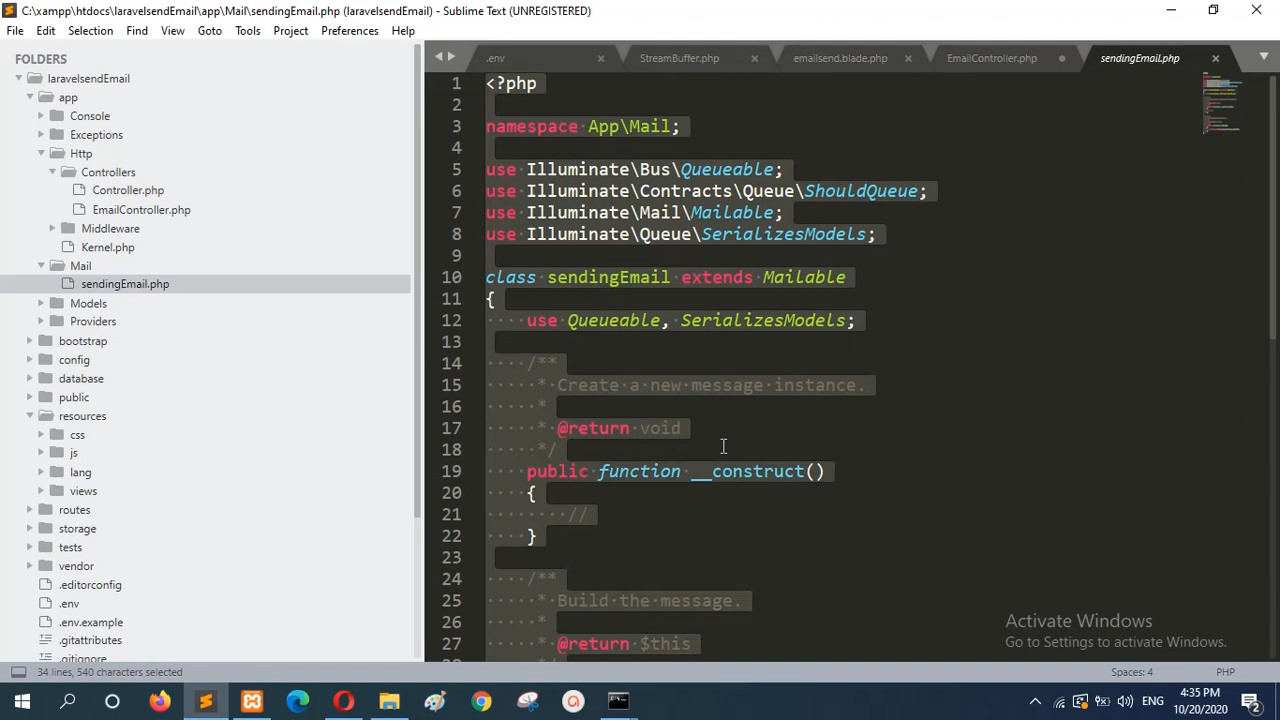 C:\xampp\htdocs\laravelsendEmail\app\Mail\sendingEmail.php (laravelsendEmail) - Sublime Text (UNREGISTERED)
File Edit Selection Find View Goto Tools Project Preferences Help
FOLDERS
laravelsendEmail
app
Console
Exceptions
Http
Controllers
Controller.php
EmailController.php
Middleware
Kernel.php
Mail
sendingEmail.php
Models
Providers
bootstrap
config
database
public
resources
css
js
lang
views
routes
storage
tests
vendor
.editorconfig
.env
.env.example
.gitattributes
.gitignore
.env StreamBuffer.php emailsend.blade.php EmailController.php sendingEmail.php
1 <?php
2
3 namespace App\Mail;
4
5 use Illuminate\Bus\Queueable;
6 use Illuminate\Contracts\Queue\ShouldQueue;
7 use Illuminate\Mail\Mailable;
8 use Illuminate\Queue\SerializesModels;
9
10 class sendingEmail extends Mailable
11 {
12 use Queueable, SerializesModels;
13
14 /**
15 * Create a new message instance.
16 *
17 * @return void
18 */
19 public function __construct()
20 {
21 //
22 }
23
24 /**
25 * Build the message.
26 *
27 * @return $this
28 */
Activate Windows
Go to Settings to activate Windows.
34 lines, 540 characters selected Spaces: 4 PHP
ENG
4:35 PM
10/20/2020
2